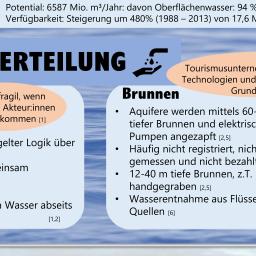 Potential: 6587 Mio. m³/Jahr: davon Oberflächenwasser: 94 %
Verfügbarkeit: Steigerung um 480% (1988 – 2013) von 17,6 M
ERTEILUNG
Tourismusunterne
Technologien und
Grund
fragil, wenn
Akteur:innen
kommen [1]
gelter Logik über
einsam
n Wasser abseits
[1,2]
Brunnen
• Aquifere werden mittels 60-
tiefer Brunnen und elektrisc
Pumpen angezapft [2,5]
• Häufig nicht registriert, nich
gemessen und nicht bezahlt
• 12-40 m tiefe Brunnen, z.T.
handgegraben [2,5]
• Wasserentnahme aus Flüsse
Quellen [6]